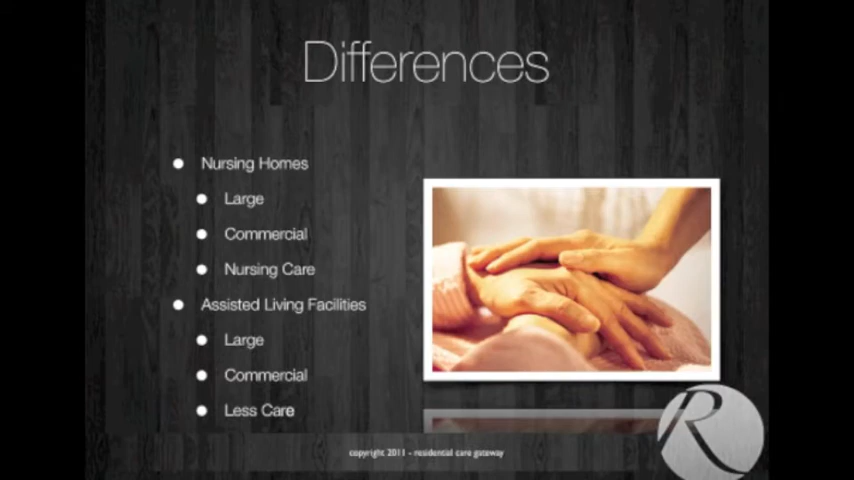 Differences
Nursing Homes
Large
Commercial
Nursing Care
Assisted Living Facilities
Large
Commercial
Less Care
R
copyright 2011 - residential care gateway